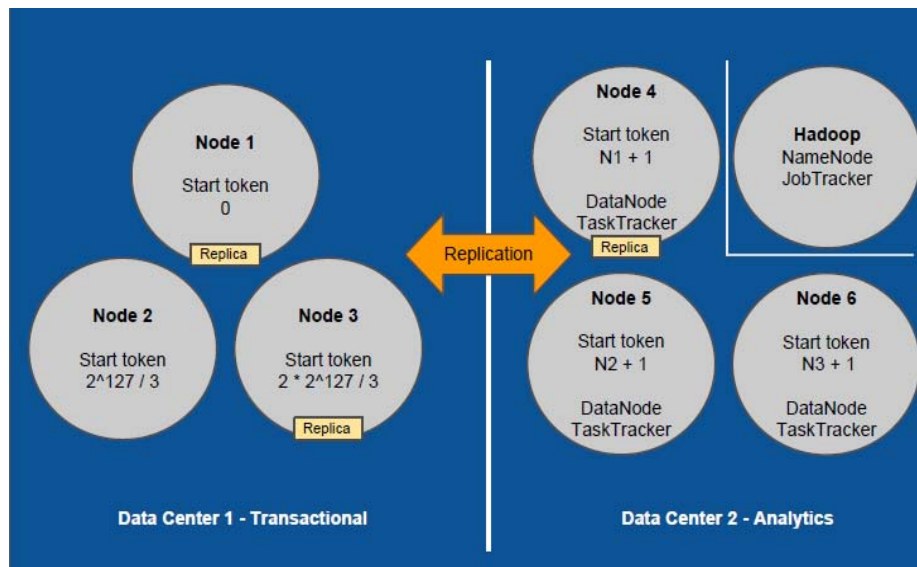 Node 1
Start token
0
Replica
Node 2
Start token
2^127 / 3
Node 3
Start token
2 * 2^127 / 3
Replica
Data Center 1 - Transactional
Replication
Node 4
Start token
N1 + 1
DataNode
TaskTracker
Replica
Hadoop
NameNode
JobTracker
Node 5
Start token
N2 + 1
DataNode
TaskTracker
Node 6
Start token
N3 + 1
DataNode
TaskTracker
Data Center 2 - Analytics